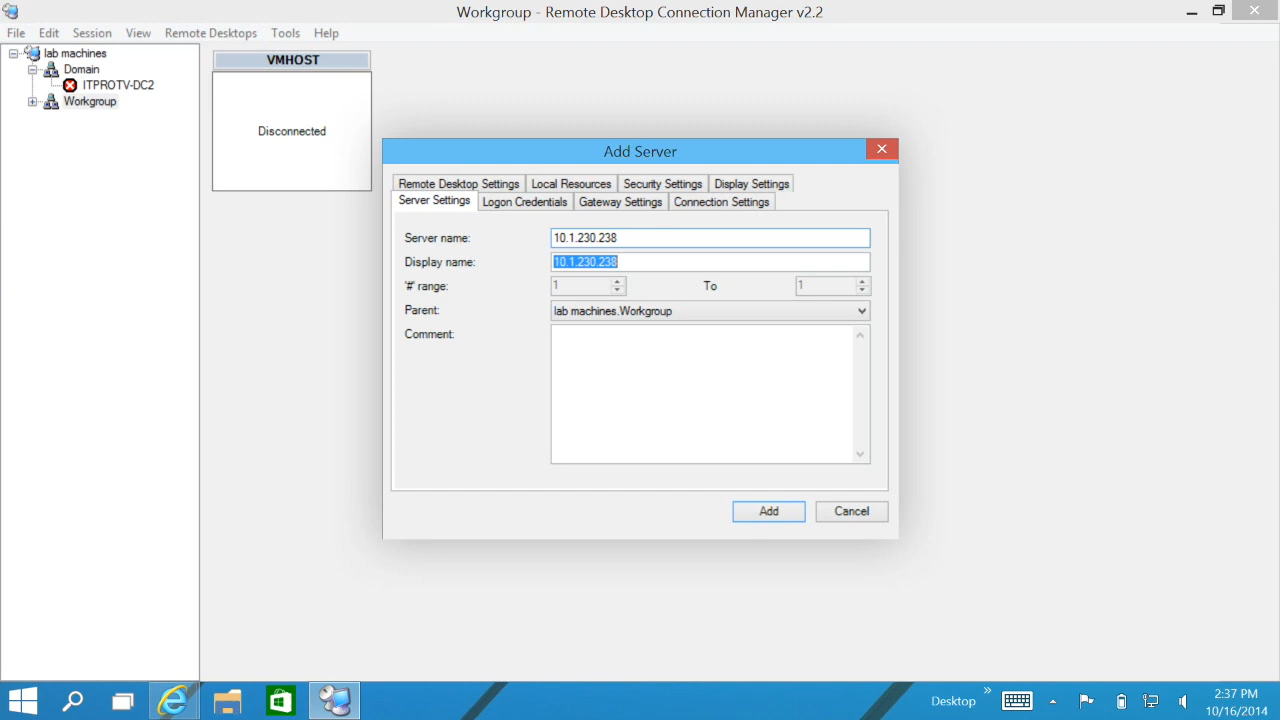 Workgroup - Remote Desktop Connection Manager v2.2
File Edit Session View Remote Desktops Tools Help
lab machines
Domain
ITPROTV-DC2
Workgroup
VMHOST
Disconnected
Add Server
Remote Desktop Settings Local Resources Security Settings Display Settings
Server Settings Logon Credentials Gateway Settings Connection Settings
Server name: 10.1.230.238
Display name: 10.1.230.238
'#' range: 1 To 1
Parent: lab machines.Workgroup
Comment:
Add Cancel
Desktop
2:37 PM
10/16/2014